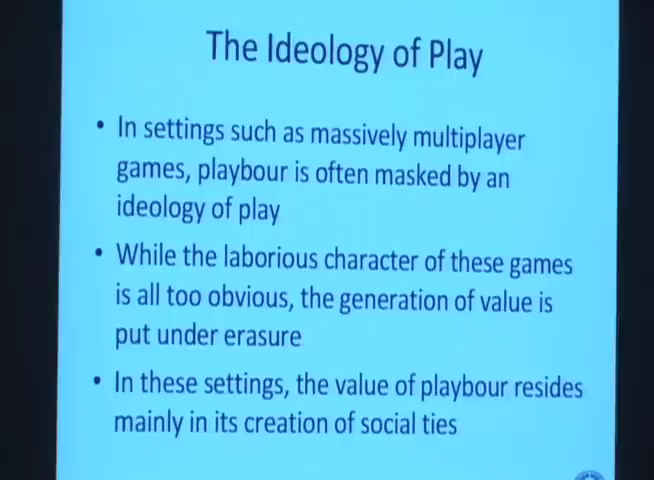 The Ideology of Play
• In settings such as massively multiplayer
games, playbour is often masked by an
ideology of play
• While the laborious character of these games
is all too obvious, the generation of value is
put under erasure
• In these settings, the value of playbour resides
mainly in its creation of social ties